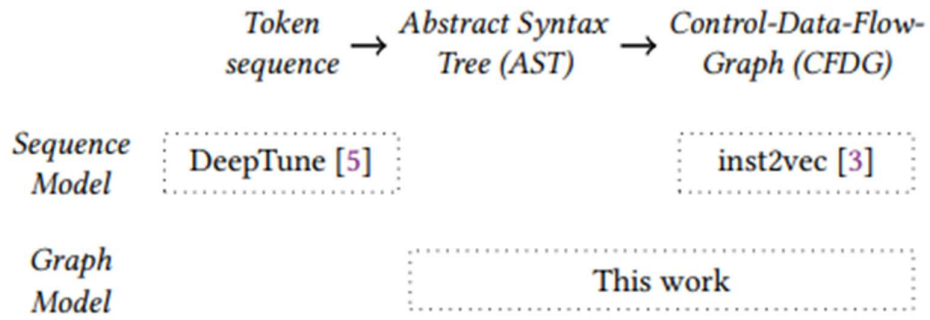 Token
sequence
→
Abstract Syntax
Tree (AST)
→
Control-Data-Flow-
Graph (CFDG)
Sequence
Model
DeepTune [5]
inst2vec [3]
Graph
Model
This work